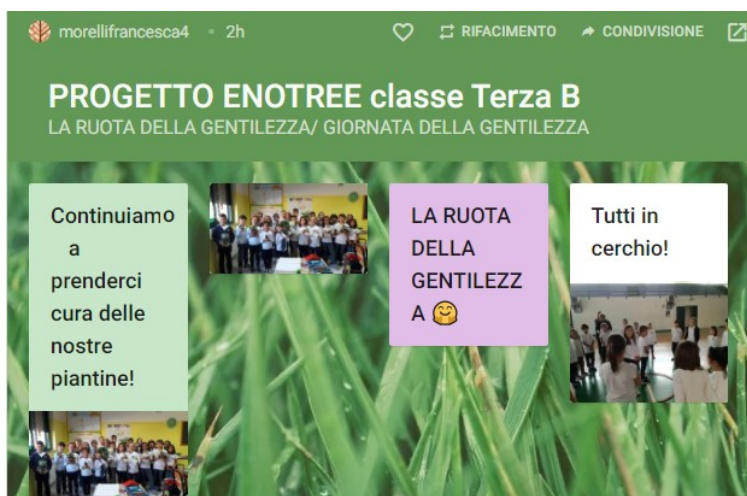 morellifrancesca4 • 2h
RIFACIMENTO
CONDIVISIONE
PROGETTO ENOTREE classe Terza B
LA RUOTA DELLA GENTILEZZA/ GIORNATA DELLA GENTILEZZA
Continuiamo
a
prenderci
cura delle
nostre
piantine!
LA RUOTA
DELLA
GENTILEZZ
A 🤗
Tutti in
cerchio!